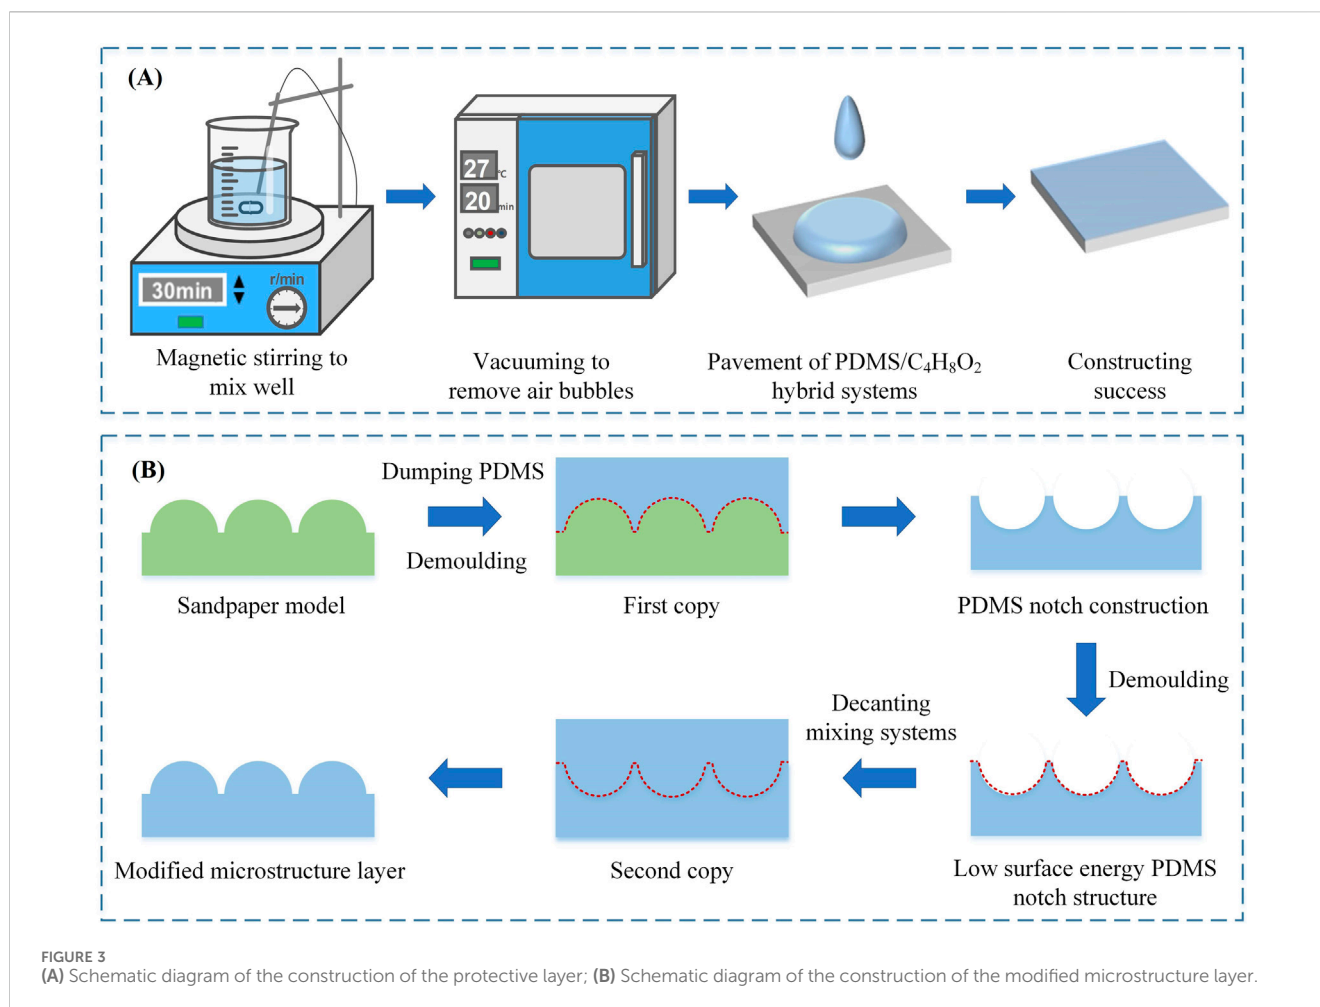 (A)
27 °C
20 min
30min
r/min
Magnetic stirring to
mix well
Vacuuming to
remove air bubbles
Pavement of PDMS/C₄H₈O₂
hybrid systems
Constructing
success
(B)
Dumping PDMS
Demoulding
Sandpaper model
First copy
PDMS notch construction
Demoulding
Decanting
mixing systems
Modified microstructure layer
Second copy
Low surface energy PDMS
notch structure
FIGURE 3
(A) Schematic diagram of the construction of the protective layer; (B) Schematic diagram of the construction of the modified microstructure layer.